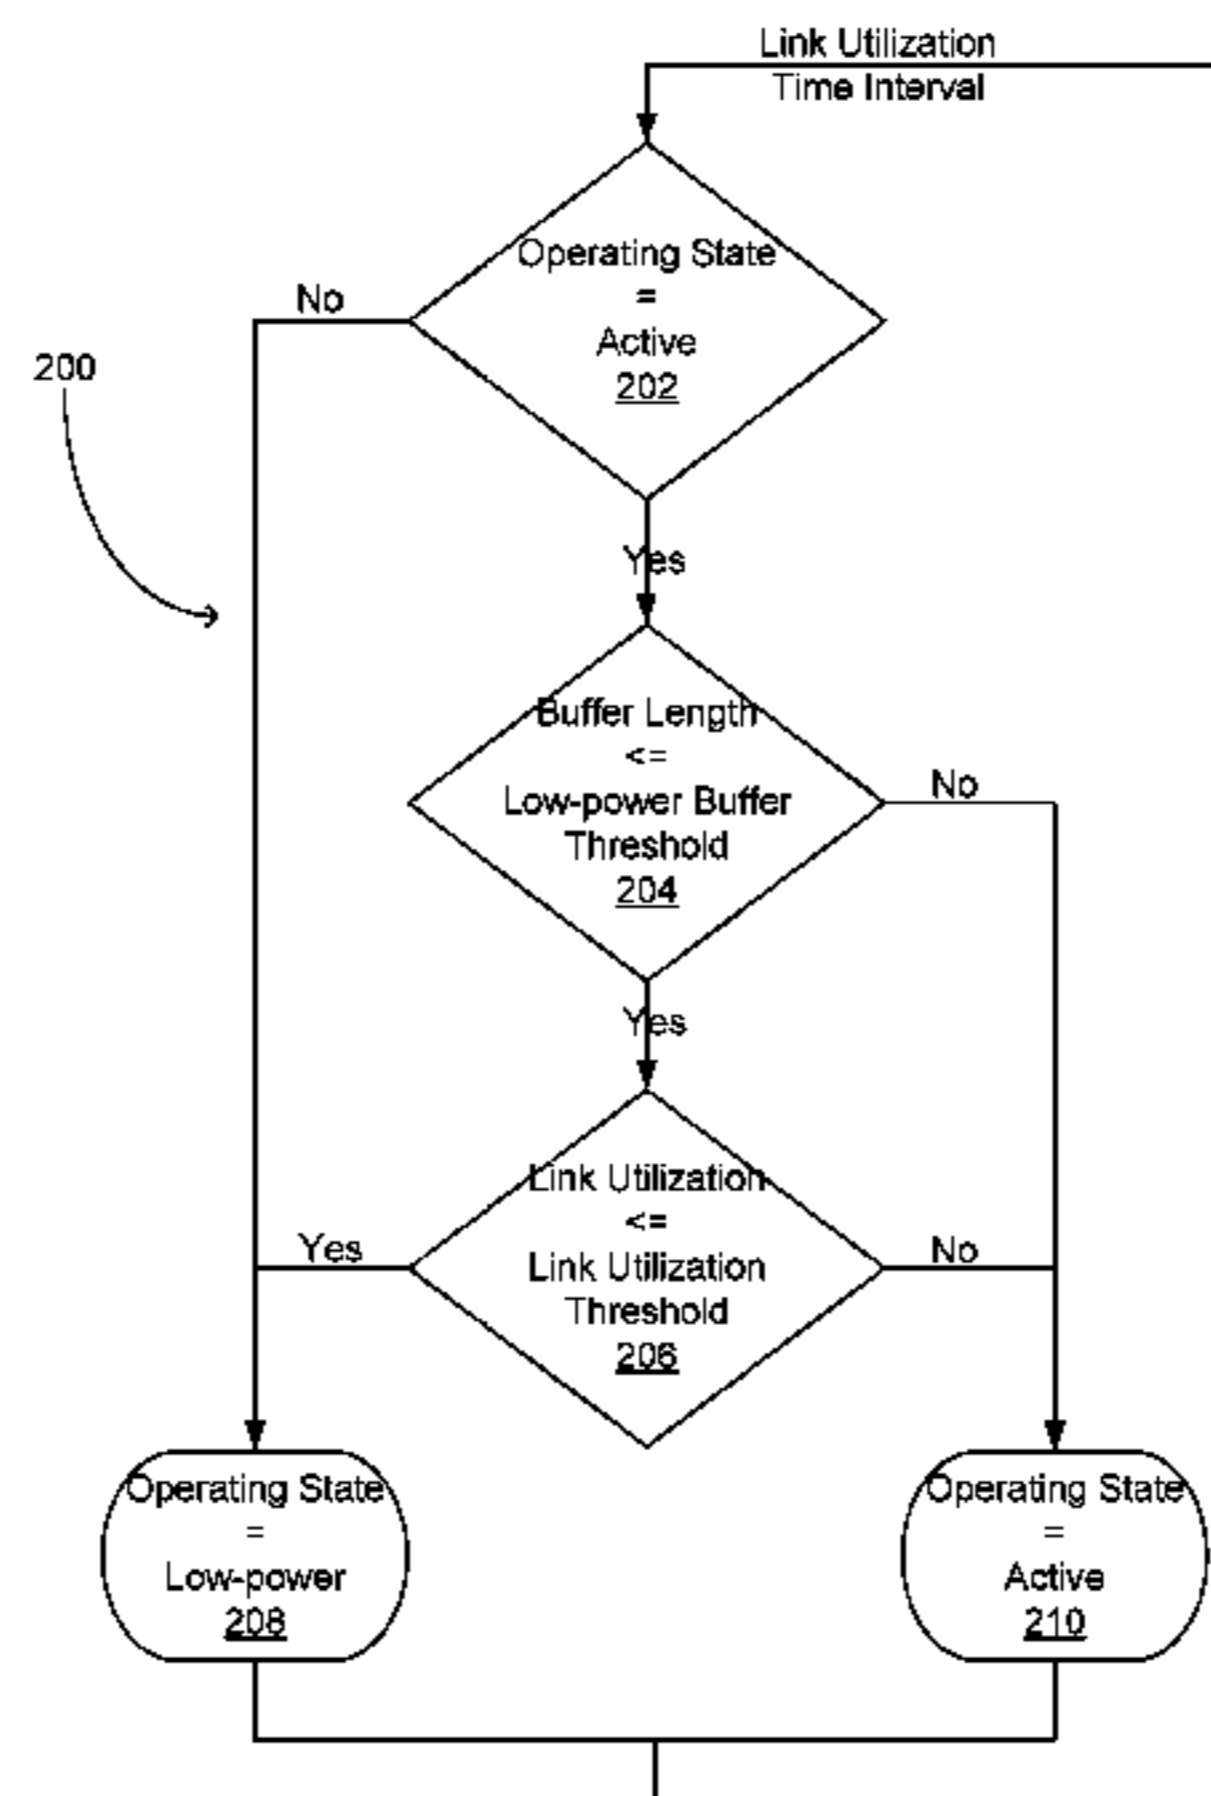 Link Utilization
Time Interval
Operating State
=
Active
202
No
200
Yes
Buffer Length
<=
Low-power Buffer
Threshold
204
No
Yes
Link Utilization
<=
Link Utilization
Threshold
206
Yes
No
Operating State
=
Low-power
208
Operating State
=
Active
210